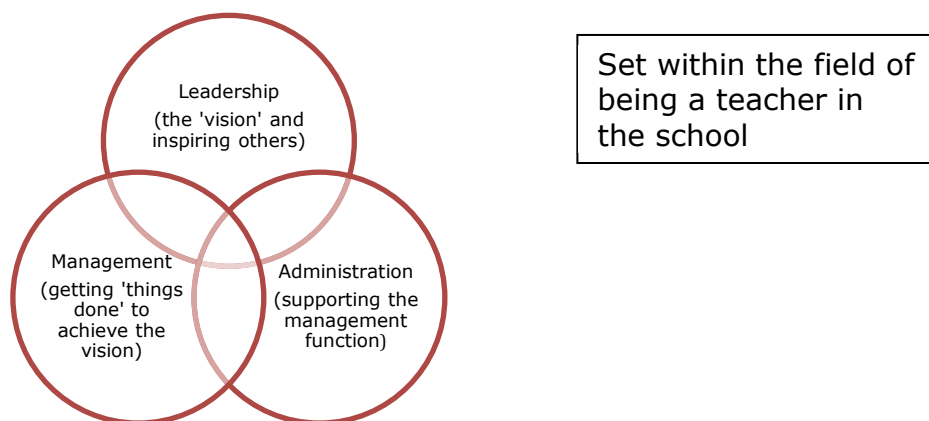 Leadership
(the 'vision' and
inspiring others)
Set within the field of
being a teacher in
the school
Management
(getting 'things
done' to
achieve the
vision)
Administration
(supporting the
management
function)